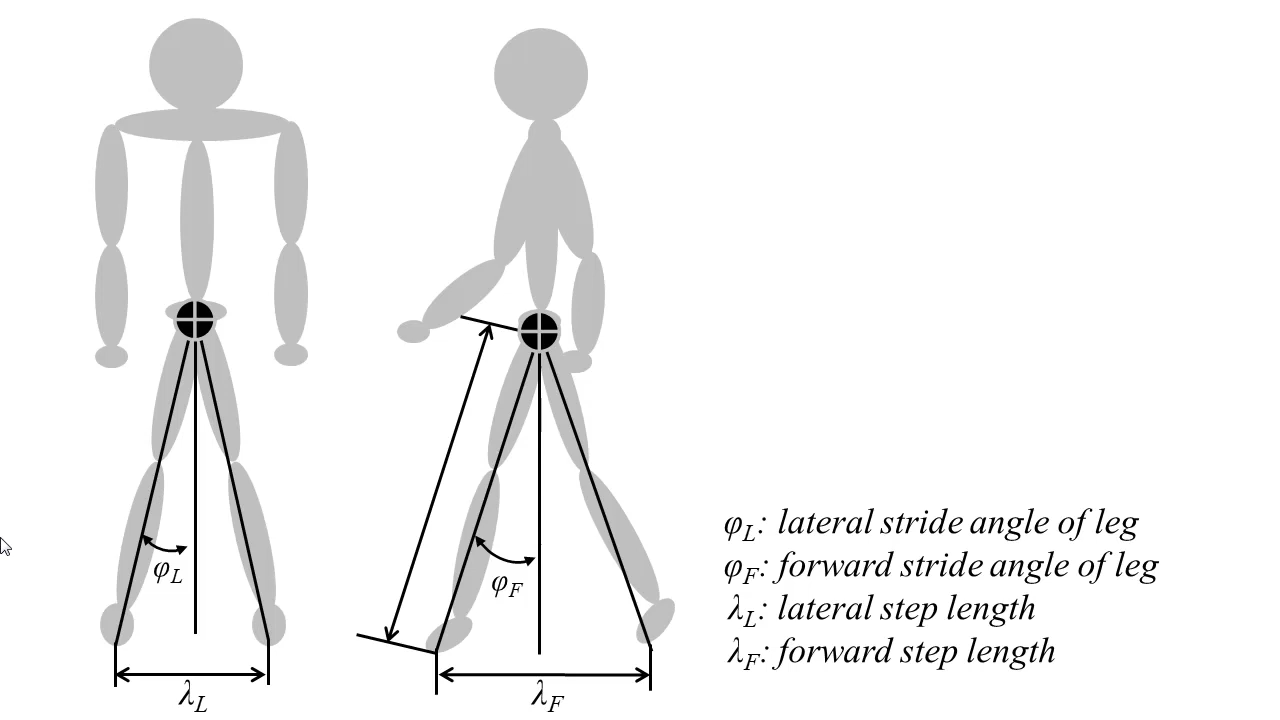 φL
φF
λL
λF
φL: lateral stride angle of leg
φF: forward stride angle of leg
λL: lateral step length
λF: forward step length